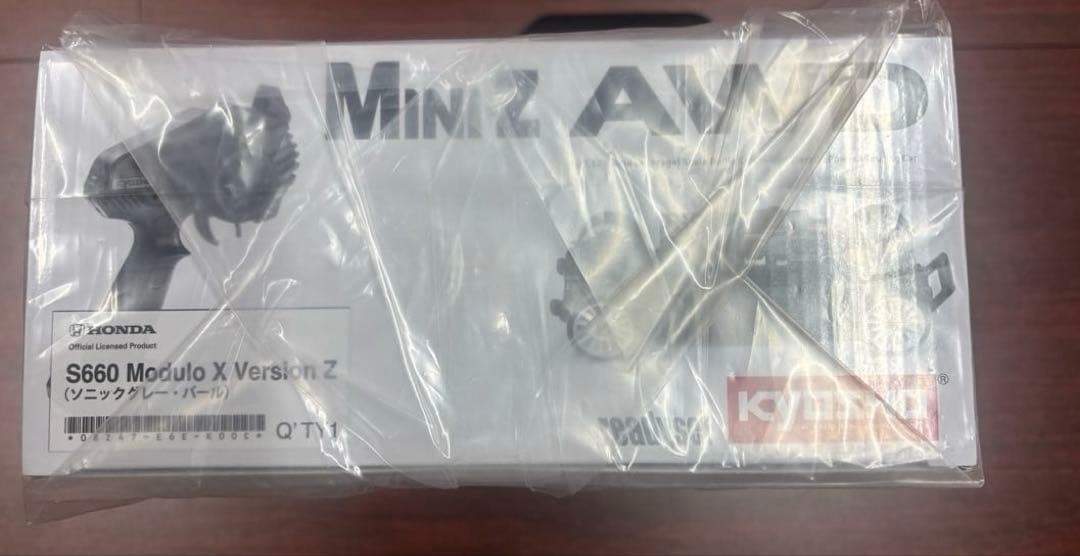 MINI-Z AWD
HONDA
Official Licensed Product
S660 Modulo X Version Z
(ソニックグレー・パール)
Q'TY1
readyset
KYOSHO
®